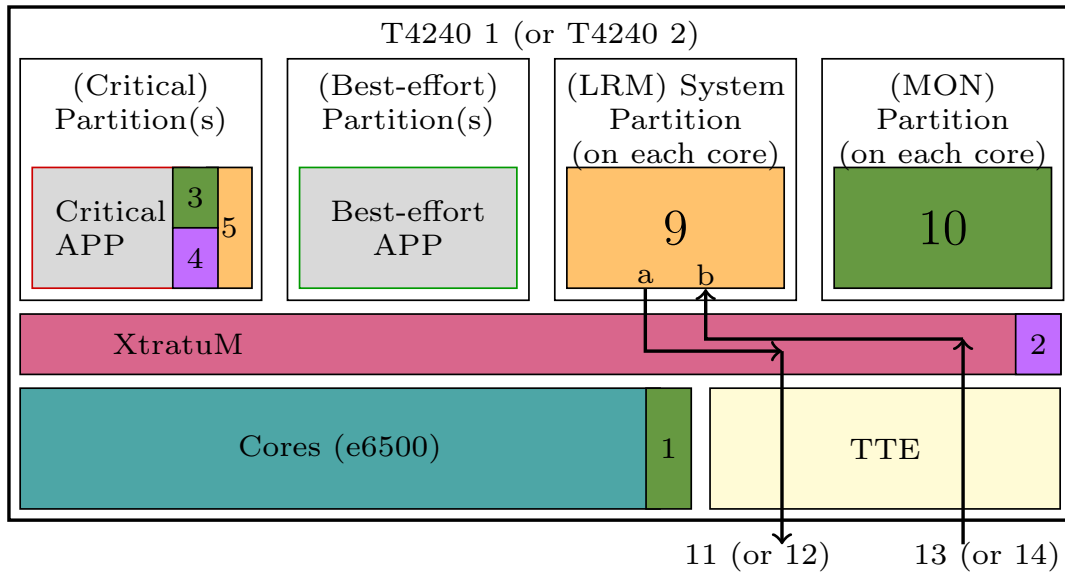 T4240 1 (or T4240 2)
(Critical)
Partition(s)
(Best-effort)
Partition(s)
(LRM) System
Partition
(on each core)
(MON)
Partition
(on each core)
Critical
APP
3
4
5
Best-effort
APP
9
a b
10
XtratuM
2
Cores (e6500)
1
TTE
11 (or 12)
13 (or 14)